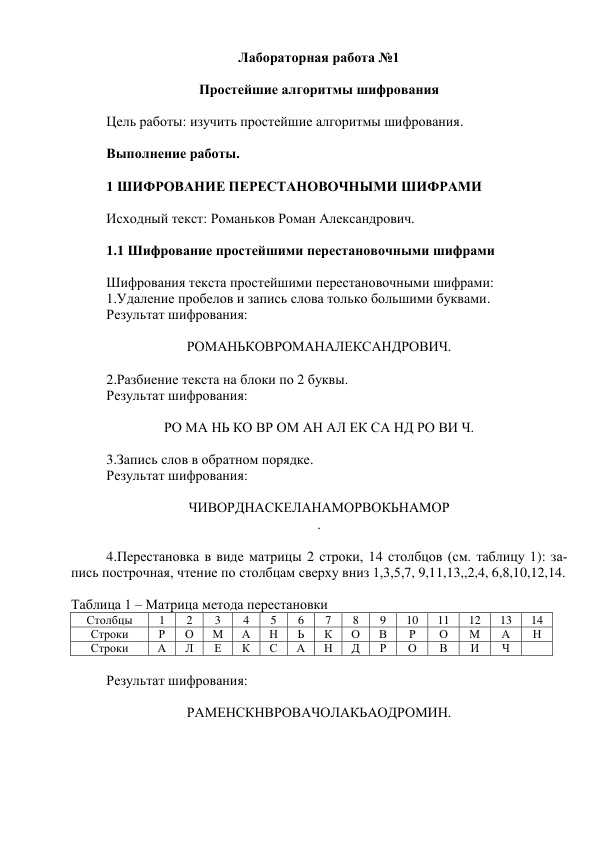 Лабораторная работа №1
Простейшие алгоритмы шифрования
Цель работы: изучить простейшие алгоритмы шифрования.
Выполнение работы.
1 ШИФРОВАНИЕ ПЕРЕСТАНОВОЧНЫМИ ШИФРАМИ
Исходный текст: Романьков Роман Александрович.
1.1 Шифрование простейшими перестановочными шифрами
Шифрования текста простейшими перестановочными шифрами:
1.Удаление пробелов и запись слова только большими буквами.
Результат шифрования:
РОМАНЬКОВРОМАНАЛЕКСАНДРОВИЧ.
2.Разбиение текста на блоки по 2 буквы.
Результат шифрования:
РО МА НЬ КО ВР ОМ АН АЛ ЕК СА НД РО ВИ Ч.
3.Запись слов в обратном порядке.
Результат шифрования:
ЧИВОРДНАСКЕЛАНАМОРВОКЬНАМОР
.
4.Перестановка в виде матрицы 2 строки, 14 столбцов (см. таблицу 1): за-
пись построчная, чтение по столбцам сверху вниз 1,3,5,7, 9,11,13,,2,4, 6,8,10,12,14.
Таблица 1 – Матрица метода перестановки
Столбцы 1 2 3 4 5 6 7 8 9 10 11 12 13 14
Строки Р О М А Н Ь К О В Р О М А Н
Строки А Л Е К С А Н Д Р О В И Ч
Результат шифрования:
РАМЕНСКНВРОВАЧОЛАКЬАОДРОМИН.